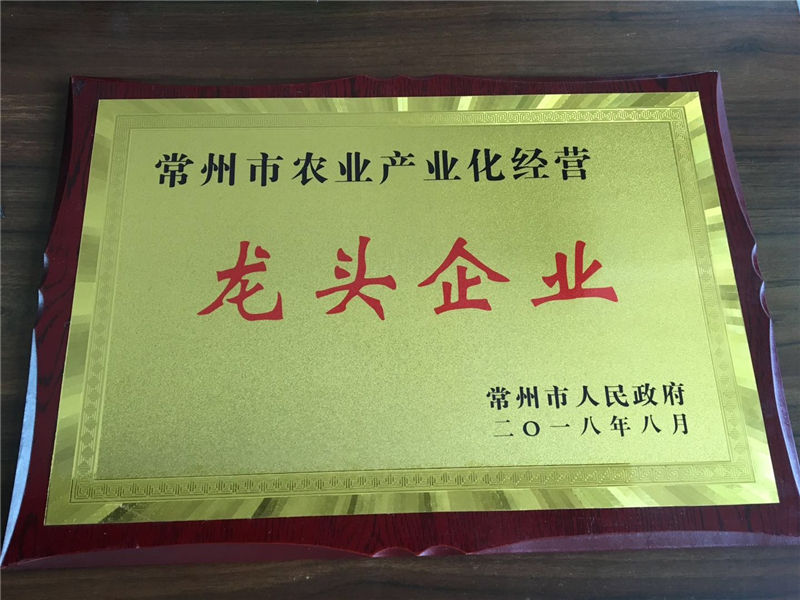 常州市农业产业化经营
龙头企业
常州市人民政府
二〇一八年八月